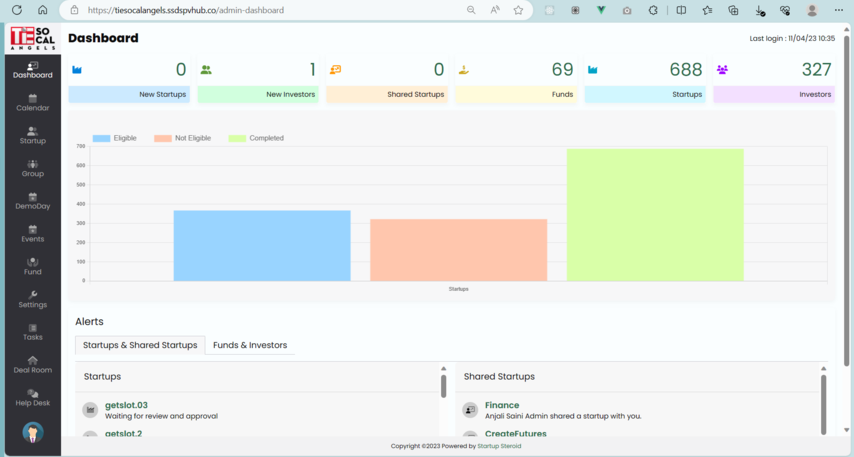 https://tiesocalangels.ssdspvhub.co/admin-dashboard
TiE SO CAL
ANGELS
Dashboard
Last login : 11/04/23 10:35
Dashboard
Calendar
Startup
Group
DemoDay
Events
Fund
Settings
Tasks
Deal Room
Help Desk
0
New Startups
1
New Investors
0
Shared Startups
69
Funds
688
Startups
327
Investors
Eligible Not Eligible Completed
700
600
500
400
300
200
100
0
Startups
Alerts
Startups & Shared Startups Funds & Investors
Startups
getslot.03
Waiting for review and approval
getslot.2
Shared Startups
Finance
Anjali Saini Admin shared a startup with you.
CreateFutures
Copyright ©2023 Powered by Startup Steroid